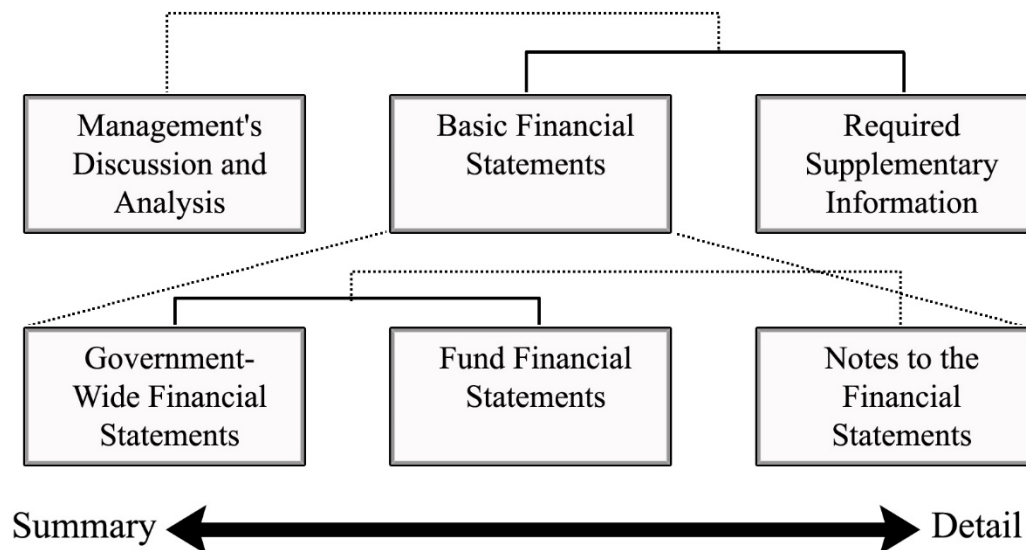 Management's
Discussion and
Analysis
Basic Financial
Statements
Required
Supplementary
Information
Government-
Wide Financial
Statements
Fund Financial
Statements
Notes to the
Financial
Statements
Summary
Detail